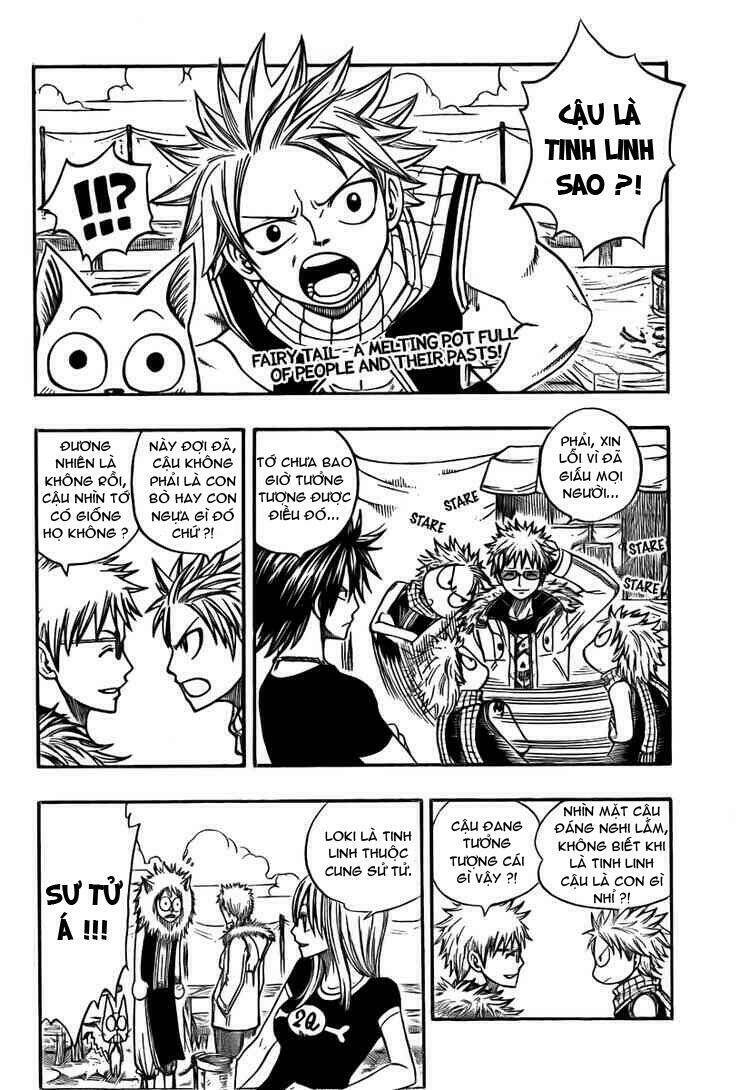 CẬU LÀ
TINH LINH
SAO ?!
!!?
FAIRY TAIL - A MELTING POT FULL
OF PEOPLE AND THEIR PASTS!
PHẢI, XIN
LỖI VÌ ĐÃ
GIẤU MỌI
NGƯỜI...
STARE
STARE
STARE
STARE
TỚ CHƯA BAO
GIỜ TƯỞNG
TƯỢNG ĐƯỢC
ĐIỀU ĐÓ...
NÀY ĐỢI ĐÃ,
CẬU KHÔNG
PHẢI LÀ CON
BÒ HAY CON
NGỰA GÌ ĐÓ
CHỨ ?!
ĐƯƠNG
NHIÊN LÀ
KHÔNG RỒI,
CẬU NHÌN TỚ
CÓ GIỐNG
HỌ KHÔNG ?
NHÌN MẶT CẬU
ĐÁNG NGHI LẮM,
KHÔNG BIẾT KHI
LÀ TINH LINH
CẬU LÀ CON GÌ
NHỈ ?!
CẬU ĐANG
TƯỞNG
TƯỢNG CÁI
GÌ VẬY ?!
LOKI LÀ TINH
LINH THUỘC
CUNG SƯ TỬ.
2Q
SƯ TỬ
Á !!!